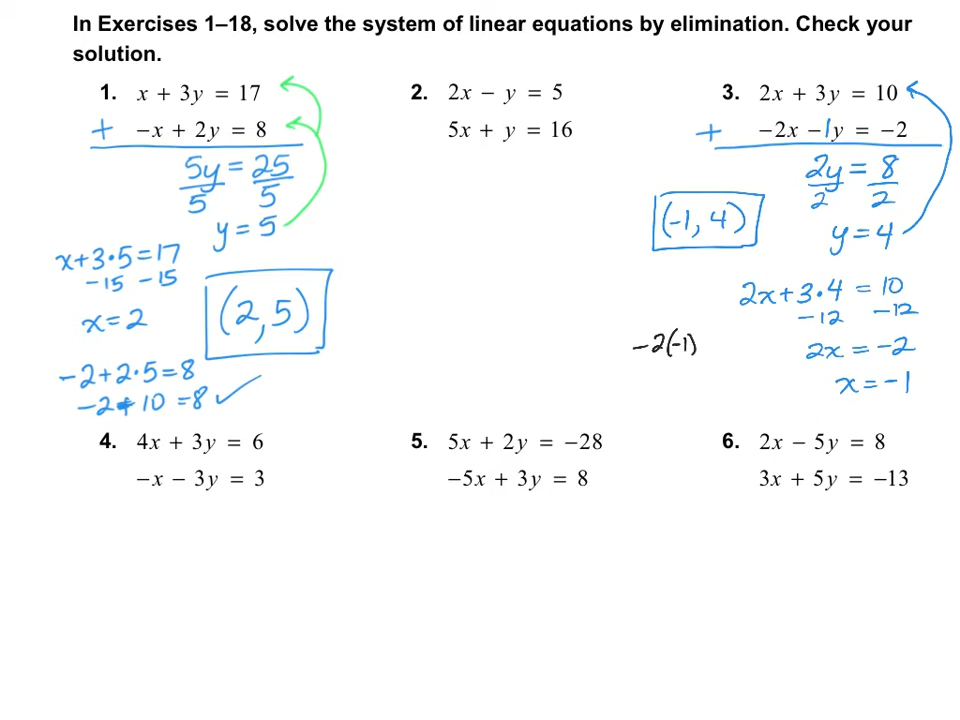 In Exercises 1–18, solve the system of linear equations by elimination. Check your
solution.
1. x + 3y = 17
+ -x + 2y = 8
5y = 25
5 5
y = 5
x+3•5=17
-15 -15
x=2
(2,5)
-2+2•5=8
-2+10=8 ✓
2. 2x − y = 5
5x + y = 16
3. 2x + 3y = 10
+ −2x −1y = −2
2y = 8
2 2
y=4
(-1, 4)
2x+3•4 = 10
-12 -12
-2(-1)
2x = -2
x=-1
4. 4x + 3y = 6
−x − 3y = 3
5. 5x + 2y = −28
−5x + 3y = 8
6. 2x − 5y = 8
3x + 5y = −13